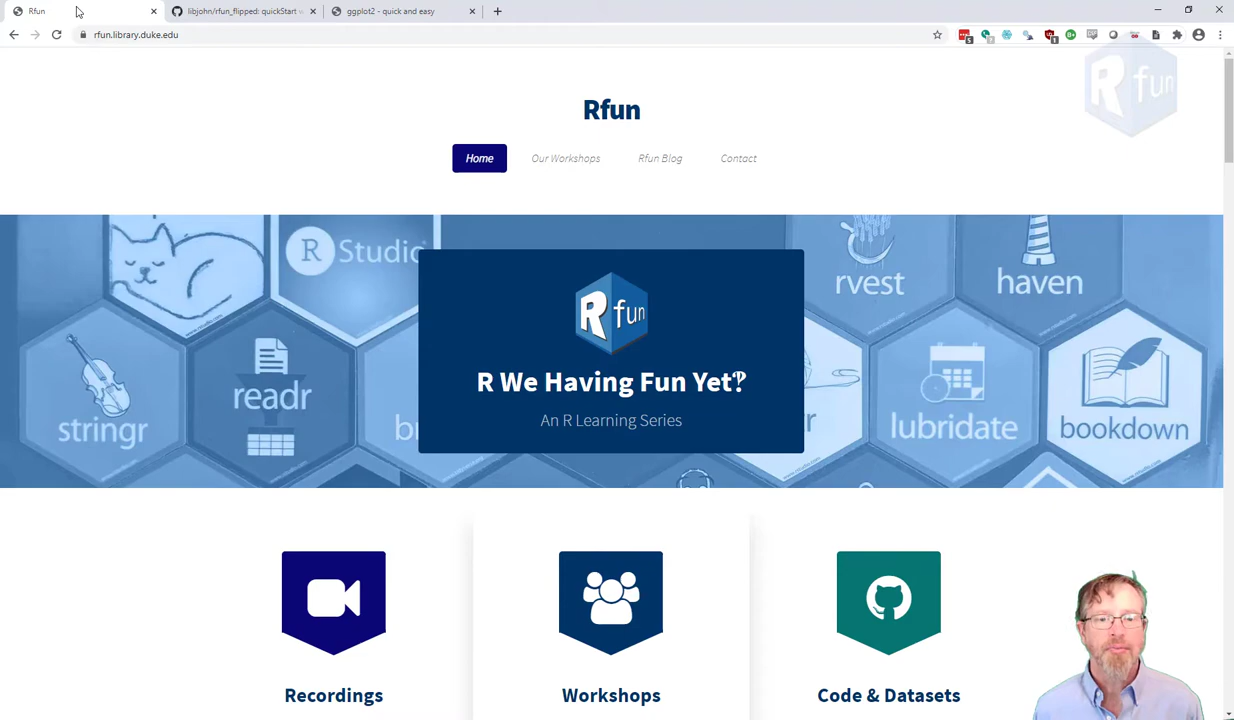 Rfun
libjohn/rfun_flipped: quickStart
ggplot2 - quick and easy
rfun.library.duke.edu
R fun
Rfun
Home
Our Workshops
Rfun Blog
Contact
R Studio
rvest
haven
stringr
readr
lubridate
bookdown
R fun
R We Having Fun Yet‽
An R Learning Series
Recordings
Workshops
Code & Datasets